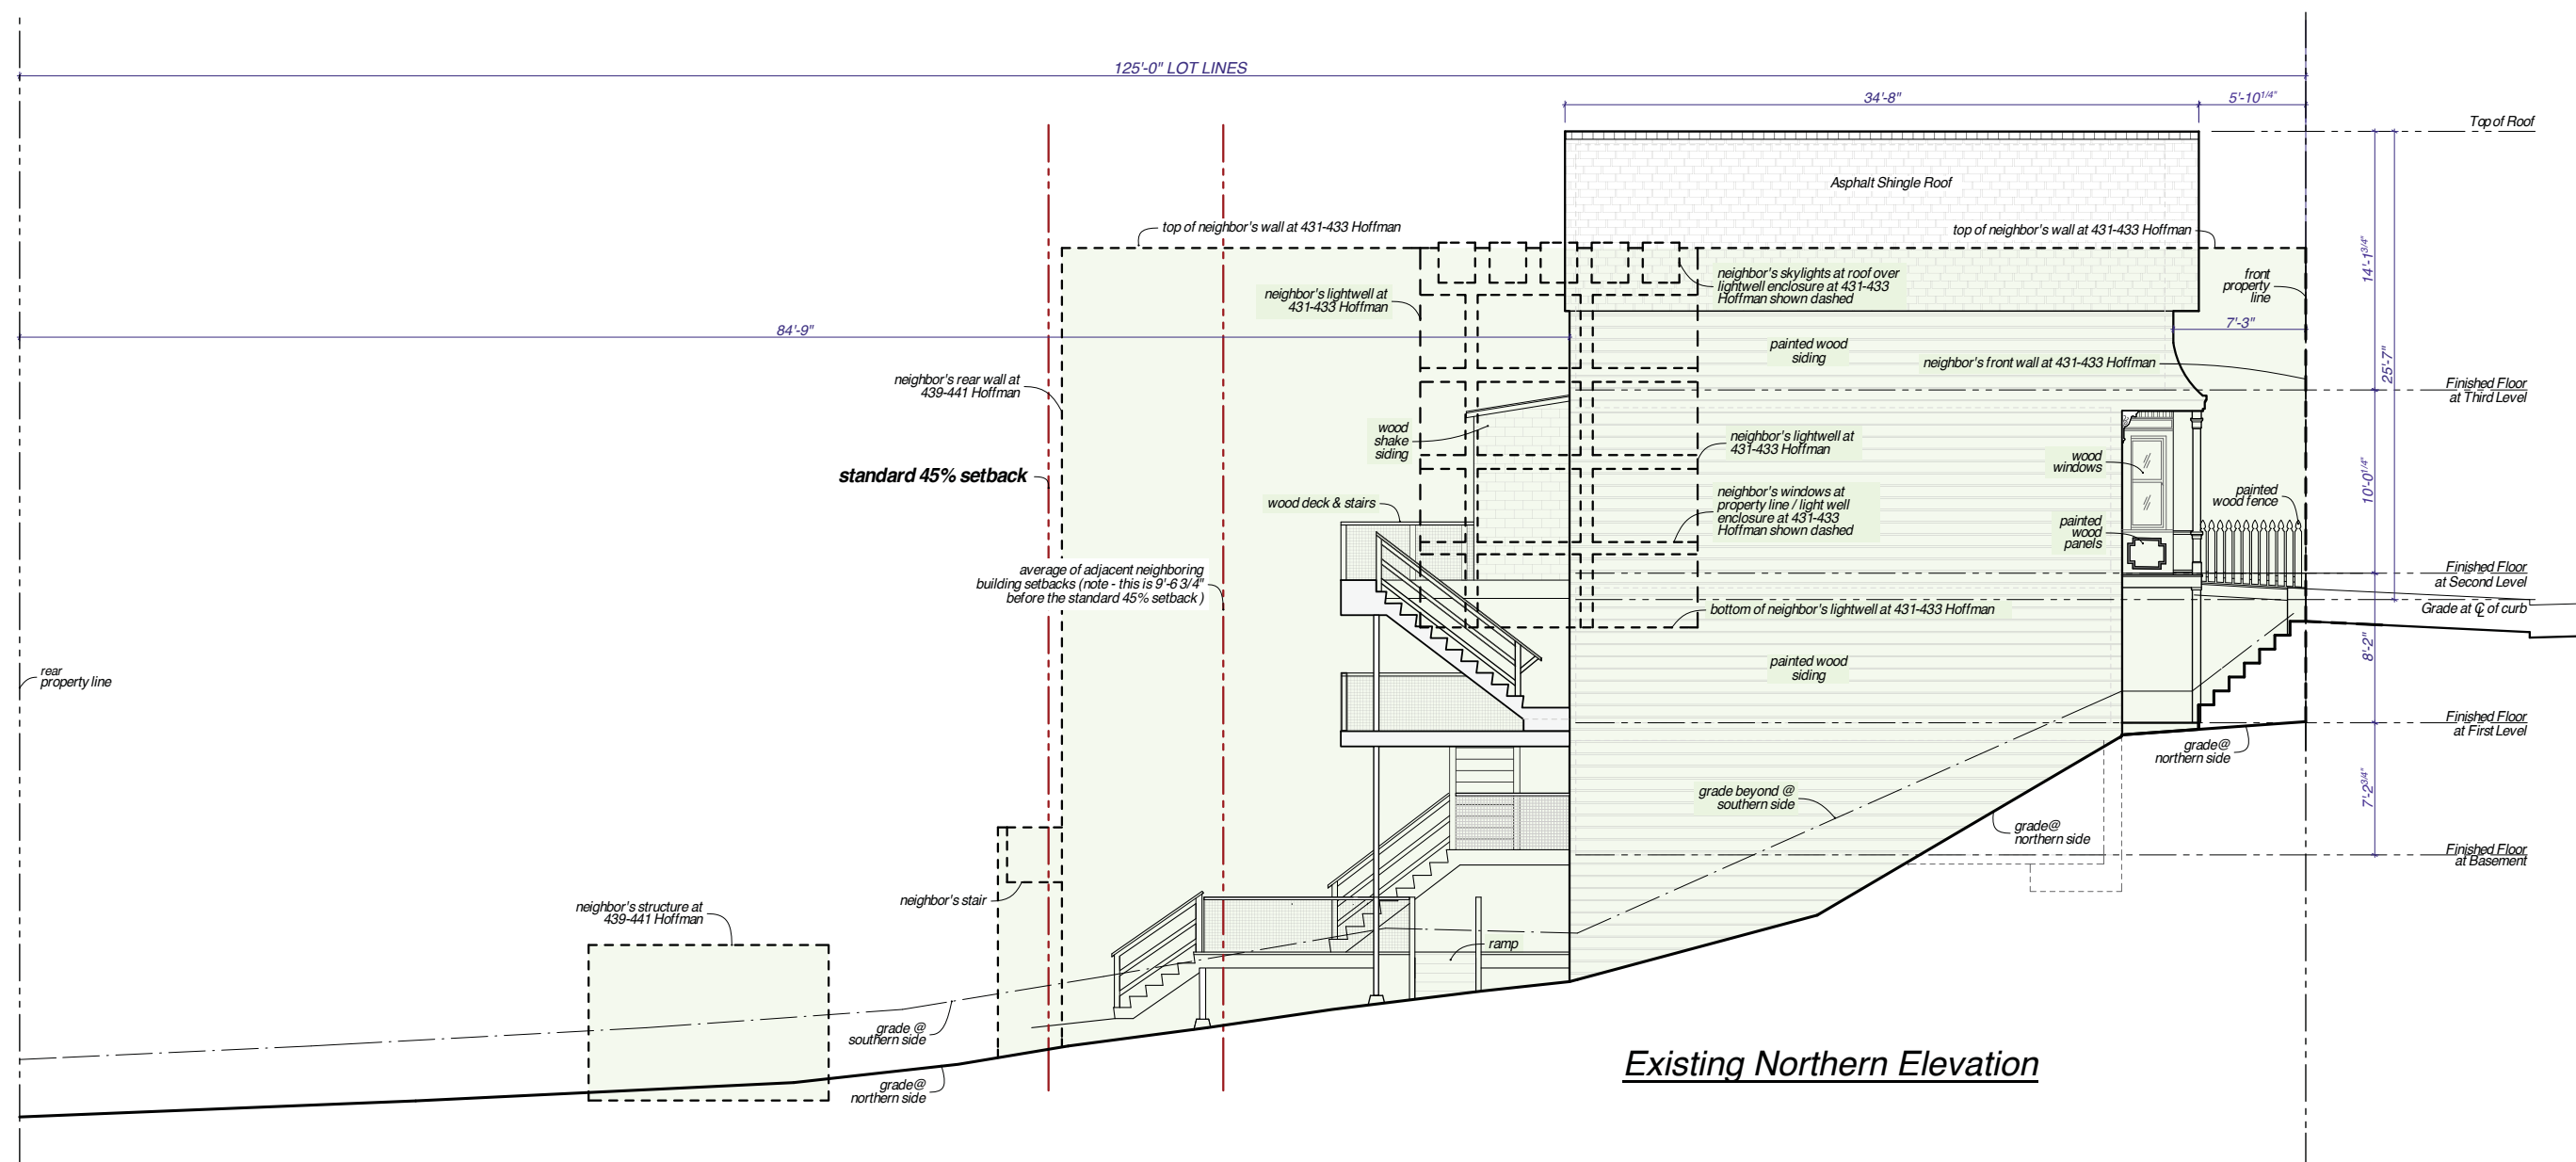 125'-0" LOT LINES
34'-8"
5'-10 1/4"
Top of Roof
Asphalt Shingle Roof
top of neighbor's wall at 431-433 Hoffman
top of neighbor's wall at 431-433 Hoffman
neighbor's skylights at roof over
lightwell enclosure at 431-433
Hoffman shown dashed
front
property
line
14'-1 3/4"
neighbor's lightwell at
431-433 Hoffman
84'-9"
7'-3"
painted wood
siding
neighbor's front wall at 431-433 Hoffman
25'-7"
neighbor's rear wall at
439-441 Hoffman
Finished Floor
at Third Level
wood
shake
siding
neighbor's lightwell at
431-433 Hoffman
wood
windows
standard 45% setback
10'-0 1/4"
wood deck & stairs
neighbor's windows at
property line / light well
enclosure at 431-433
Hoffman shown dashed
painted
wood fence
painted
wood
panels
average of adjacent neighboring
building setbacks (note - this is 9'-6 3/4"
before the standard 45% setback )
Finished Floor
at Second Level
bottom of neighbor's lightwell at 431-433 Hoffman
Grade at ℄ of curb
8'-2"
rear
property line
painted wood
siding
Finished Floor
at First Level
grade@
northern side
7'-2 3/4"
grade beyond @
southern side
grade@
northern side
Finished Floor
at Basement
neighbor's stair
neighbor's structure at
439-441 Hoffman
ramp
grade @
southern side
Existing Northern Elevation
grade@
northern side